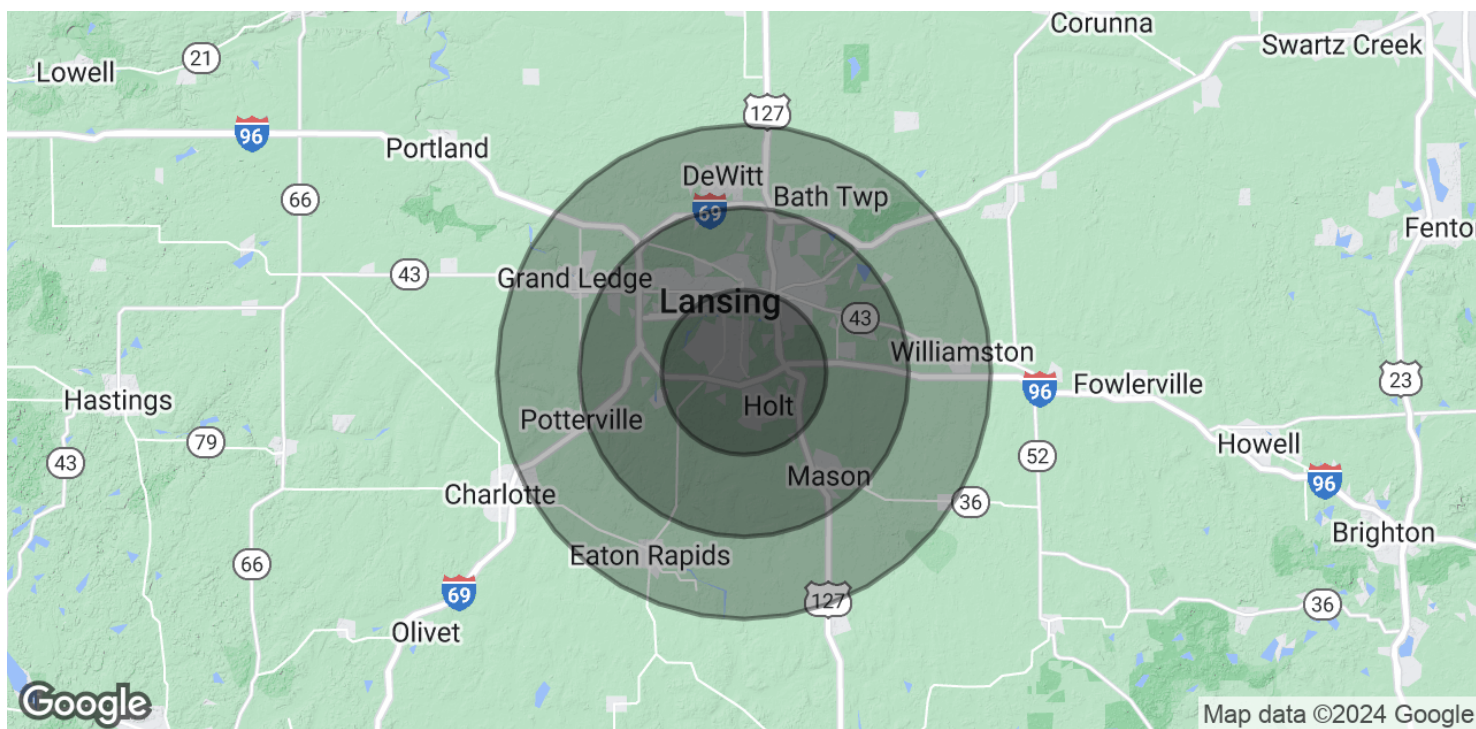 Corunna
Swartz Creek
21
Lowell
127
96
Portland
DeWitt
Bath Twp
66
69
Fento
43
Grand Ledge
Lansing
43
Williamston
96
Fowlerville
23
Hastings
Holt
Potterville
79
43
Howell
52
Mason
96
Charlotte
36
Brighton
Eaton Rapids
66
69
127
36
Olivet
Google
Map data ©2024 Google